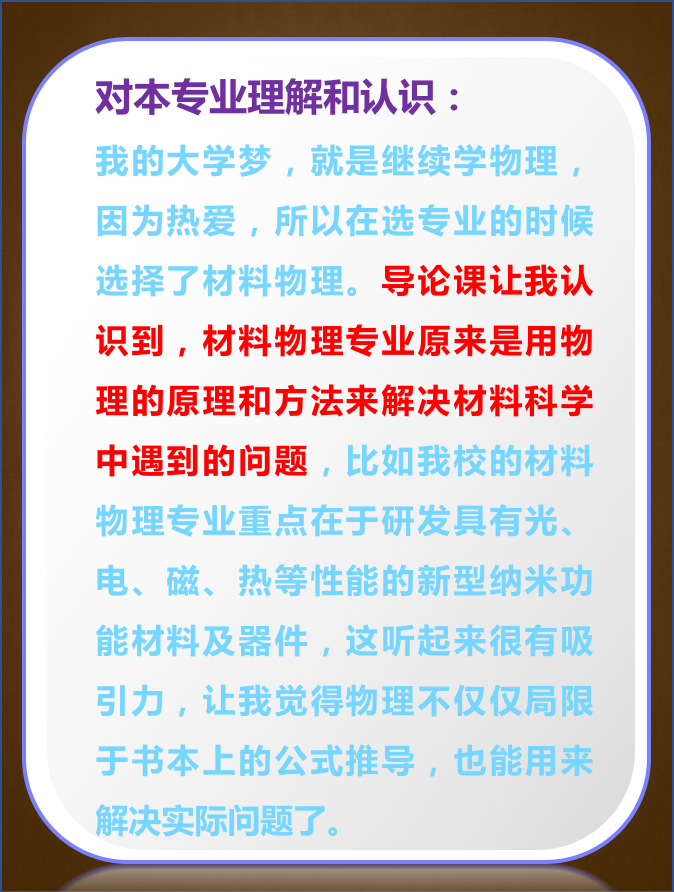 对本专业理解和认识：
我的大学梦，就是继续学物理，
因为热爱，所以在选专业的时候
选择了材料物理。导论课让我认
识到，材料物理专业原来是用物
理的原理和方法来解决材料科学
中遇到的问题，比如我校的材料
物理专业重点在于研发具有光、
电、磁、热等性能的新型纳米功
能材料及器件，这听起来很有吸
引力，让我觉得物理不仅仅局限
于书本上的公式推导，也能用来
解决实际问题了。